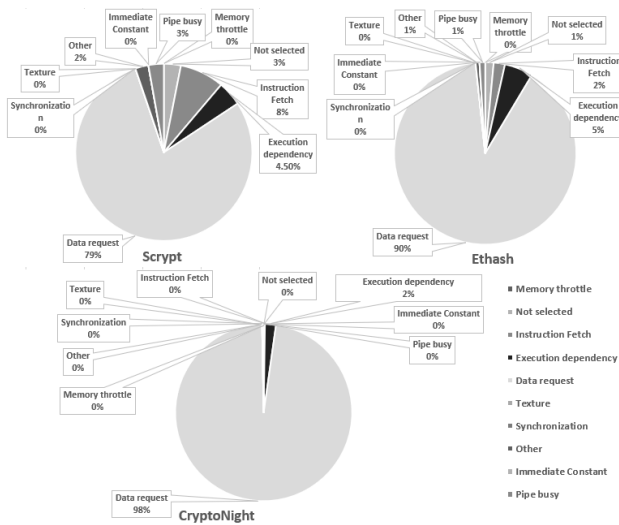 Immediate
Constant
0%
Pipe busy
3%
Memory
throttle
0%
Other
2%
Not selected
3%
Texture
0%
Instruction
Fetch
8%
Synchronizatio
n
0%
Execution
dependency
4.50%
Data request
79%
Scrypt
Texture
0%
Other
1%
Pipe busy
1%
Memory
throttle
0%
Not selected
1%
Immediate
Constant
0%
Instruction
Fetch
2%
Synchronizatio
n
0%
Execution
dependency
5%
Data request
90%
Ethash
Instruction Fetch
0%
Not selected
0%
Execution dependency
2%
Texture
0%
Immediate Constant
0%
Synchronization
0%
Pipe busy
0%
Other
0%
Memory throttle
0%
Data request
98%
CryptoNight
Memory throttle
Not selected
Instruction Fetch
Execution dependency
Data request
Texture
Synchronization
Other
Immediate Constant
Pipe busy